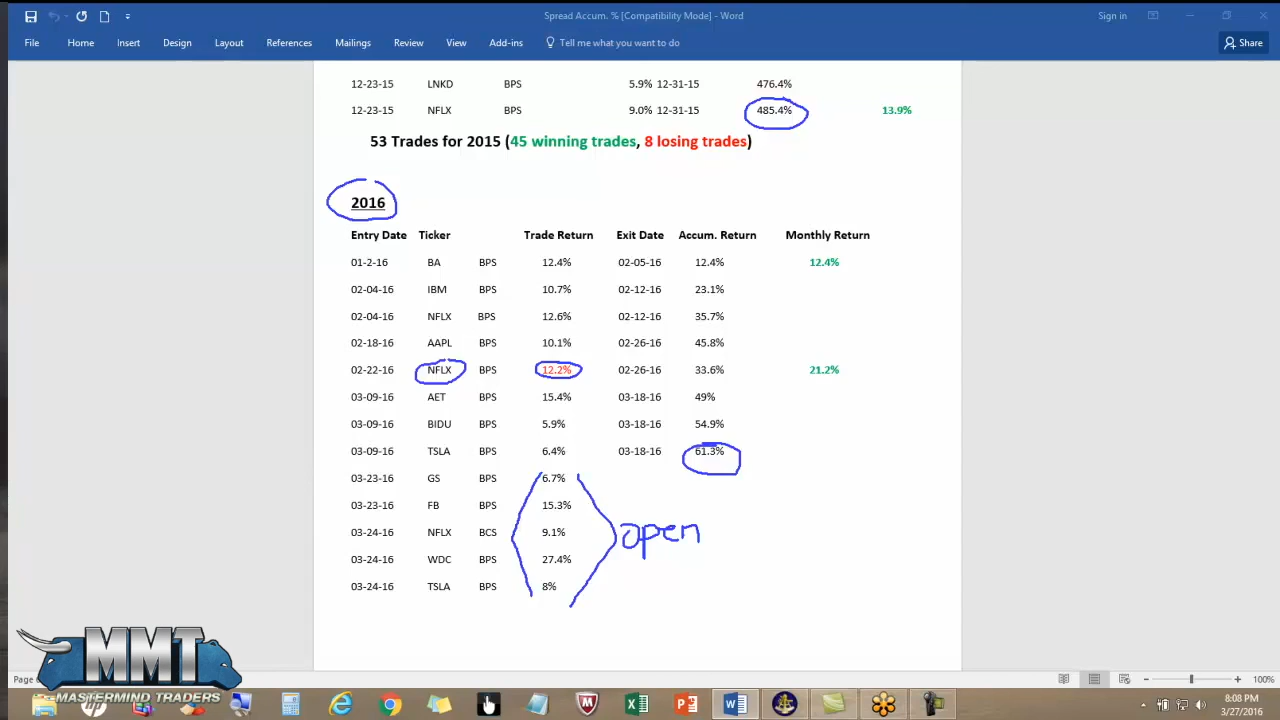 Spread Accum. % [Compatibility Mode] - Word
Sign in
File Home Insert Design Layout References Mailings Review View Add-ins Tell me what you want to do Share
12-23-15 LNKD BPS 5.9% 12-31-15 476.4%
12-23-15 NFLX BPS 9.0% 12-31-15 485.4% 13.9%
53 Trades for 2015 (45 winning trades, 8 losing trades)
2016
Entry Date Ticker Trade Return Exit Date Accum. Return Monthly Return
01-2-16 BA BPS 12.4% 02-05-16 12.4% 12.4%
02-04-16 IBM BPS 10.7% 02-12-16 23.1%
02-04-16 NFLX BPS 12.6% 02-12-16 35.7%
02-18-16 AAPL BPS 10.1% 02-26-16 45.8%
02-22-16 NFLX BPS 12.2% 02-26-16 33.6% 21.2%
03-09-16 AET BPS 15.4% 03-18-16 49%
03-09-16 BIDU BPS 5.9% 03-18-16 54.9%
03-09-16 TSLA BPS 6.4% 03-18-16 61.3%
03-23-16 GS BPS 6.7%
03-23-16 FB BPS 15.3%
03-24-16 NFLX BCS 9.1% open
03-24-16 WDC BPS 27.4%
03-24-16 TSLA BPS 8%
MMT
MASTERMIND TRADERS
Page
100%
8:08 PM
3/27/2016